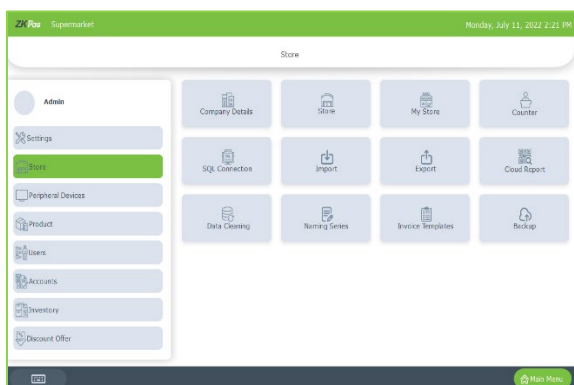 ZKPos Supermarket
Monday, July 11, 2022 2:21 PM
Store
Admin
Settings
Store
Peripheral Devices
Product
Users
Accounts
Inventory
Discount Offer
Company Details
Store
My Store
Counter
SQL Connection
Import
Export
Cloud Report
Data Cleaning
Naming Series
Invoice Templates
Backup
Main Menu